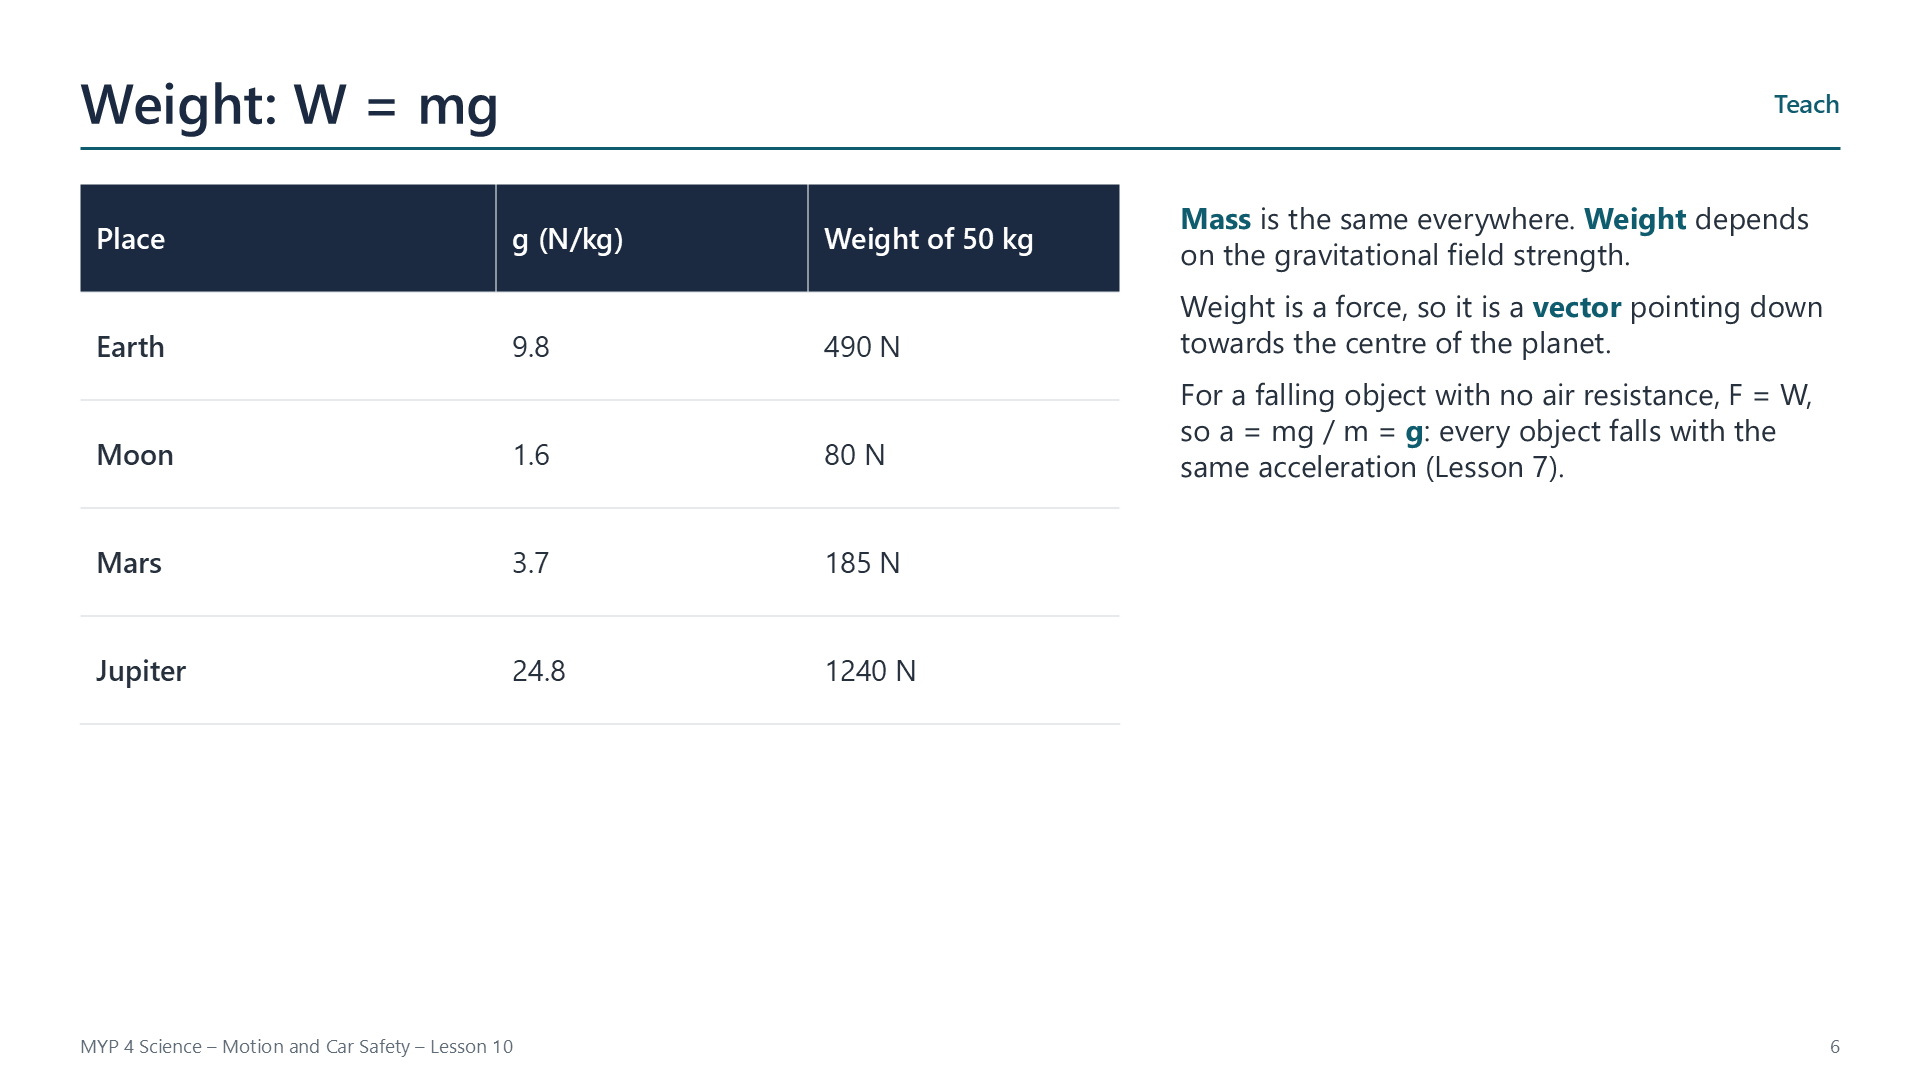 Weight: W = mg
Teach
Place g (N/kg) Weight of 50 kg
Earth 9.8 490 N
Moon 1.6 80 N
Mars 3.7 185 N
Jupiter 24.8 1240 N
Mass is the same everywhere. Weight depends
on the gravitational field strength.
Weight is a force, so it is a vector pointing down
towards the centre of the planet.
For a falling object with no air resistance, F = W,
so a = mg / m = g: every object falls with the
same acceleration (Lesson 7).
MYP 4 Science – Motion and Car Safety – Lesson 10
6